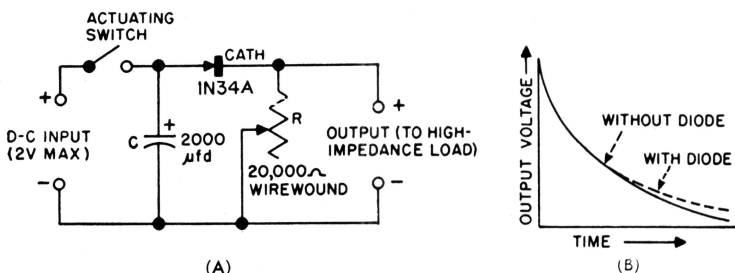 ACTUATING
SWITCH
CATH
1N34A
+
D-C INPUT
(2V MAX)
-
C
+
2000
μfd
R
20,000Ω
WIREWOUND
+
OUTPUT (TO HIGH-
IMPEDANCE LOAD)
-
(A)
OUTPUT VOLTAGE
WITHOUT DIODE
WITH DIODE
TIME
(B)